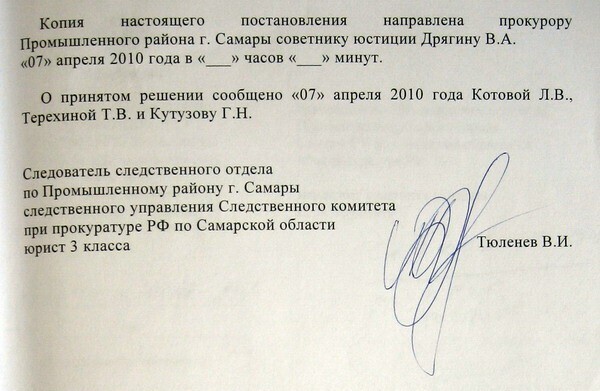 Копия настоящего постановления направлена прокурору
Промышленного района г. Самары советнику юстиции Дрягину В.А.
«07» апреля 2010 года в «___» часов «___» минут.
О принятом решении сообщено «07» апреля 2010 года Котовой Л.В.,
Терехиной Т.В. и Кутузову Г.Н.
Следователь следственного отдела
по Промышленному району г. Самары
следственного управления Следственного комитета
при прокуратуре РФ по Самарской области
юрист 3 класса
Тюленев В.И.